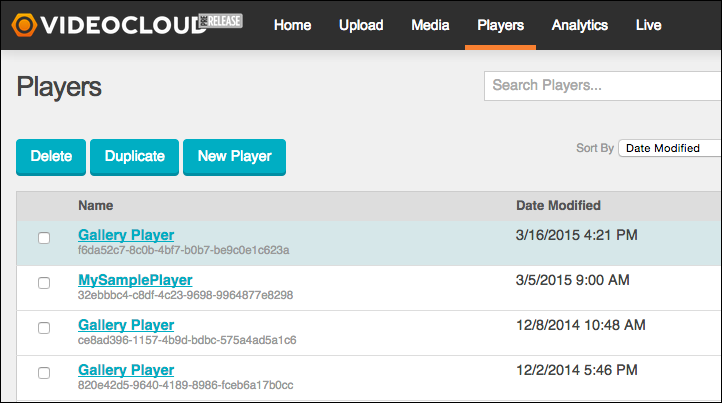 VIDEOCLOUD PRE RELEASE Home Upload Media Players Analytics Live
Players
Search Players...
Delete Duplicate New Player
Sort By Date Modified
Name Date Modified
Gallery Player 3/16/2015 4:21 PM
f6da52c7-8c0b-4bf7-b0b7-be9c0e1c623a
MySamplePlayer 3/5/2015 9:00 AM
32ebbbc4-c8df-4c23-9698-9964877e8298
Gallery Player 12/8/2014 10:48 AM
ce8ad396-1157-4b9d-bdbc-575a4ad5a1c6
Gallery Player 12/2/2014 5:46 PM
820e42d5-9640-4189-8986-fceb6a17b0cc